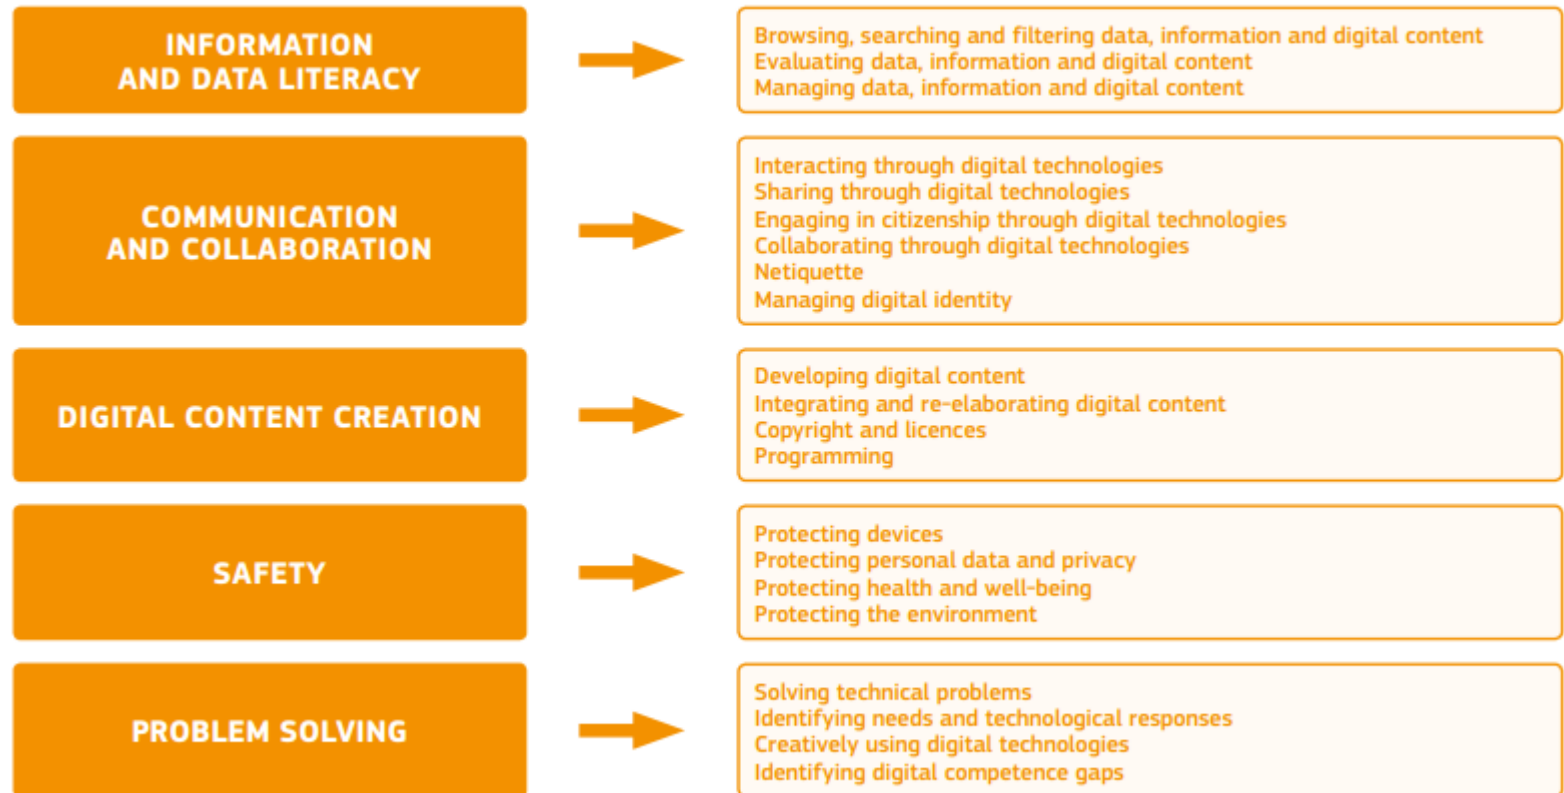 INFORMATION
AND DATA LITERACY
Browsing, searching and filtering data, information and digital content
Evaluating data, information and digital content
Managing data, information and digital content
COMMUNICATION
AND COLLABORATION
Interacting through digital technologies
Sharing through digital technologies
Engaging in citizenship through digital technologies
Collaborating through digital technologies
Netiquette
Managing digital identity
DIGITAL CONTENT CREATION
Developing digital content
Integrating and re-elaborating digital content
Copyright and licences
Programming
SAFETY
Protecting devices
Protecting personal data and privacy
Protecting health and well-being
Protecting the environment
PROBLEM SOLVING
Solving technical problems
Identifying needs and technological responses
Creatively using digital technologies
Identifying digital competence gaps